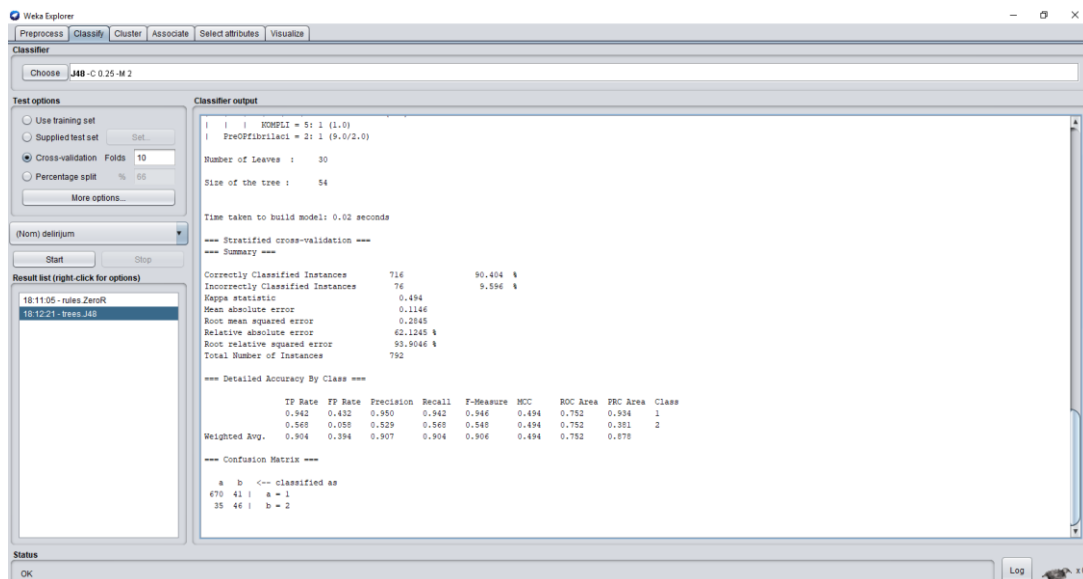 Weka Explorer
Preprocess Classify Cluster Associate Select attributes Visualize
Classifier
Choose J48 -C 0.25 -M 2
Test options
Use training set
Supplied test set Set...
Cross-validation Folds 10
Percentage split % 66
More options...
(Nom) delirijum
Start Stop
Result list (right-click for options)
18:11:05 - rules.ZeroR
18:12:21 - trees.J48
Classifier output
| | | KOMPLI = 5: 1 (1.0)
| PreOPfibrilaci = 2: 1 (9.0/2.0)
Number of Leaves : 30
Size of the tree : 54
Time taken to build model: 0.02 seconds
=== Stratified cross-validation ===
=== Summary ===
Correctly Classified Instances 716 90.404 %
Incorrectly Classified Instances 76 9.596 %
Kappa statistic 0.494
Mean absolute error 0.1146
Root mean squared error 0.2845
Relative absolute error 62.1245 %
Root relative squared error 93.9046 %
Total Number of Instances 792
=== Detailed Accuracy By Class ===
TP Rate FP Rate Precision Recall F-Measure MCC ROC Area PRC Area Class
0.942 0.432 0.950 0.942 0.946 0.494 0.752 0.934 1
0.568 0.058 0.529 0.568 0.548 0.494 0.752 0.381 2
Weighted Avg. 0.904 0.394 0.907 0.904 0.906 0.494 0.752 0.878
=== Confusion Matrix ===
a b <-- classified as
670 41 | a = 1
35 46 | b = 2
Status
OK
Log